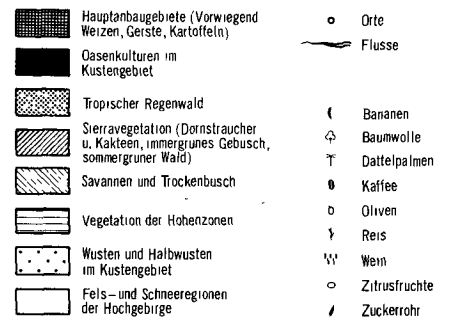 Hauptanbaugebiete (Vorwiegend
Weizen, Gerste, Kartoffeln)
Oasenkulturen im
Kustengebiet
Tropischer Regenwald
Sierravegetation (Dornstraucher
u. Kakteen, immergrunes Gebusch,
sommergruner Wald)
Savannen und Trockenbusch
Vegetation der Hohenzonen
Wusten und Halbwusten
im Kustengebiet
Fels- und Schneeregionen
der Hochgebirge
Orte
Flusse
Bananen
Baumwolle
Dattelpalmen
Kaffee
Oliven
Reis
Wein
Zitrusfruchte
Zuckerrohr